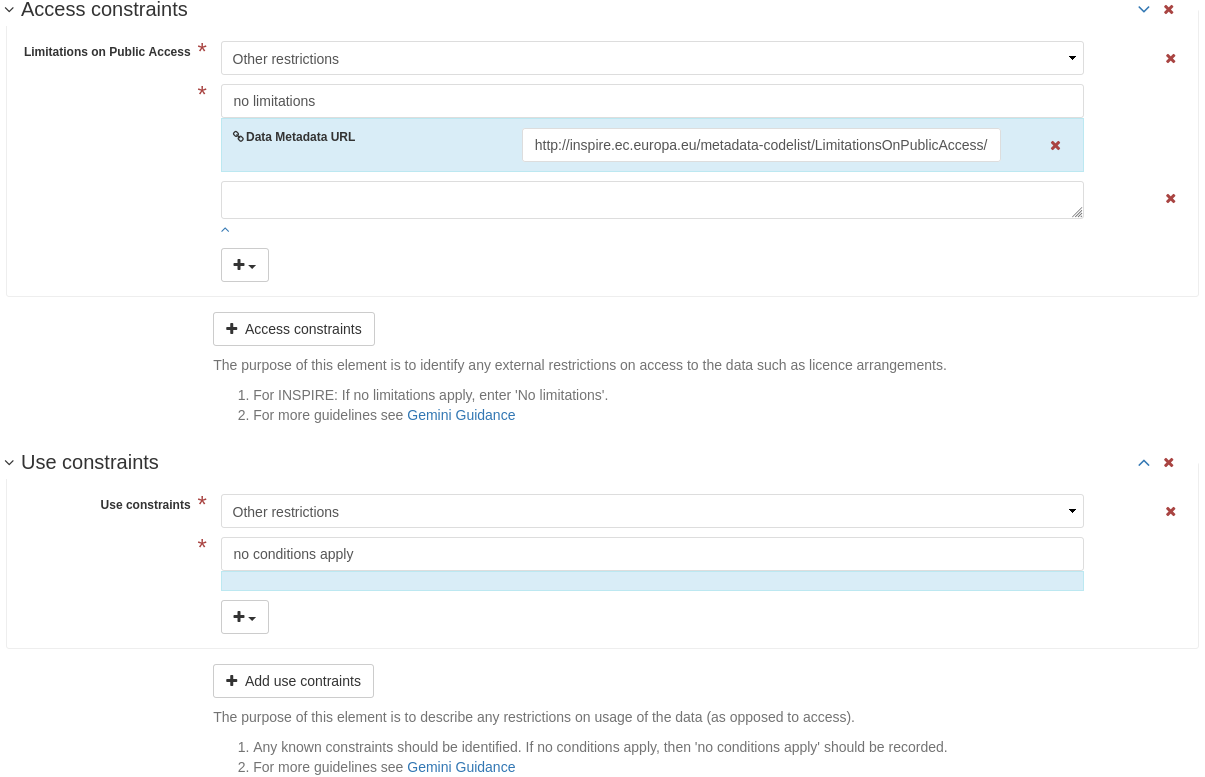 Access constraints
Limitations on Public Access *
Other restrictions
*
no limitations
Data Metadata URL
http://inspire.ec.europa.eu/metadata-codelist/LimitationsOnPublicAccess/
Access constraints
The purpose of this element is to identify any external restrictions on access to the data such as licence arrangements.
1. For INSPIRE: If no limitations apply, enter 'No limitations'.
2. For more guidelines see Gemini Guidance
Use constraints
Use constraints *
Other restrictions
*
no conditions apply
Add use contraints
The purpose of this element is to describe any restrictions on usage of the data (as opposed to access).
1. Any known constraints should be identified. If no conditions apply, then 'no conditions apply' should be recorded.
2. For more guidelines see Gemini Guidance